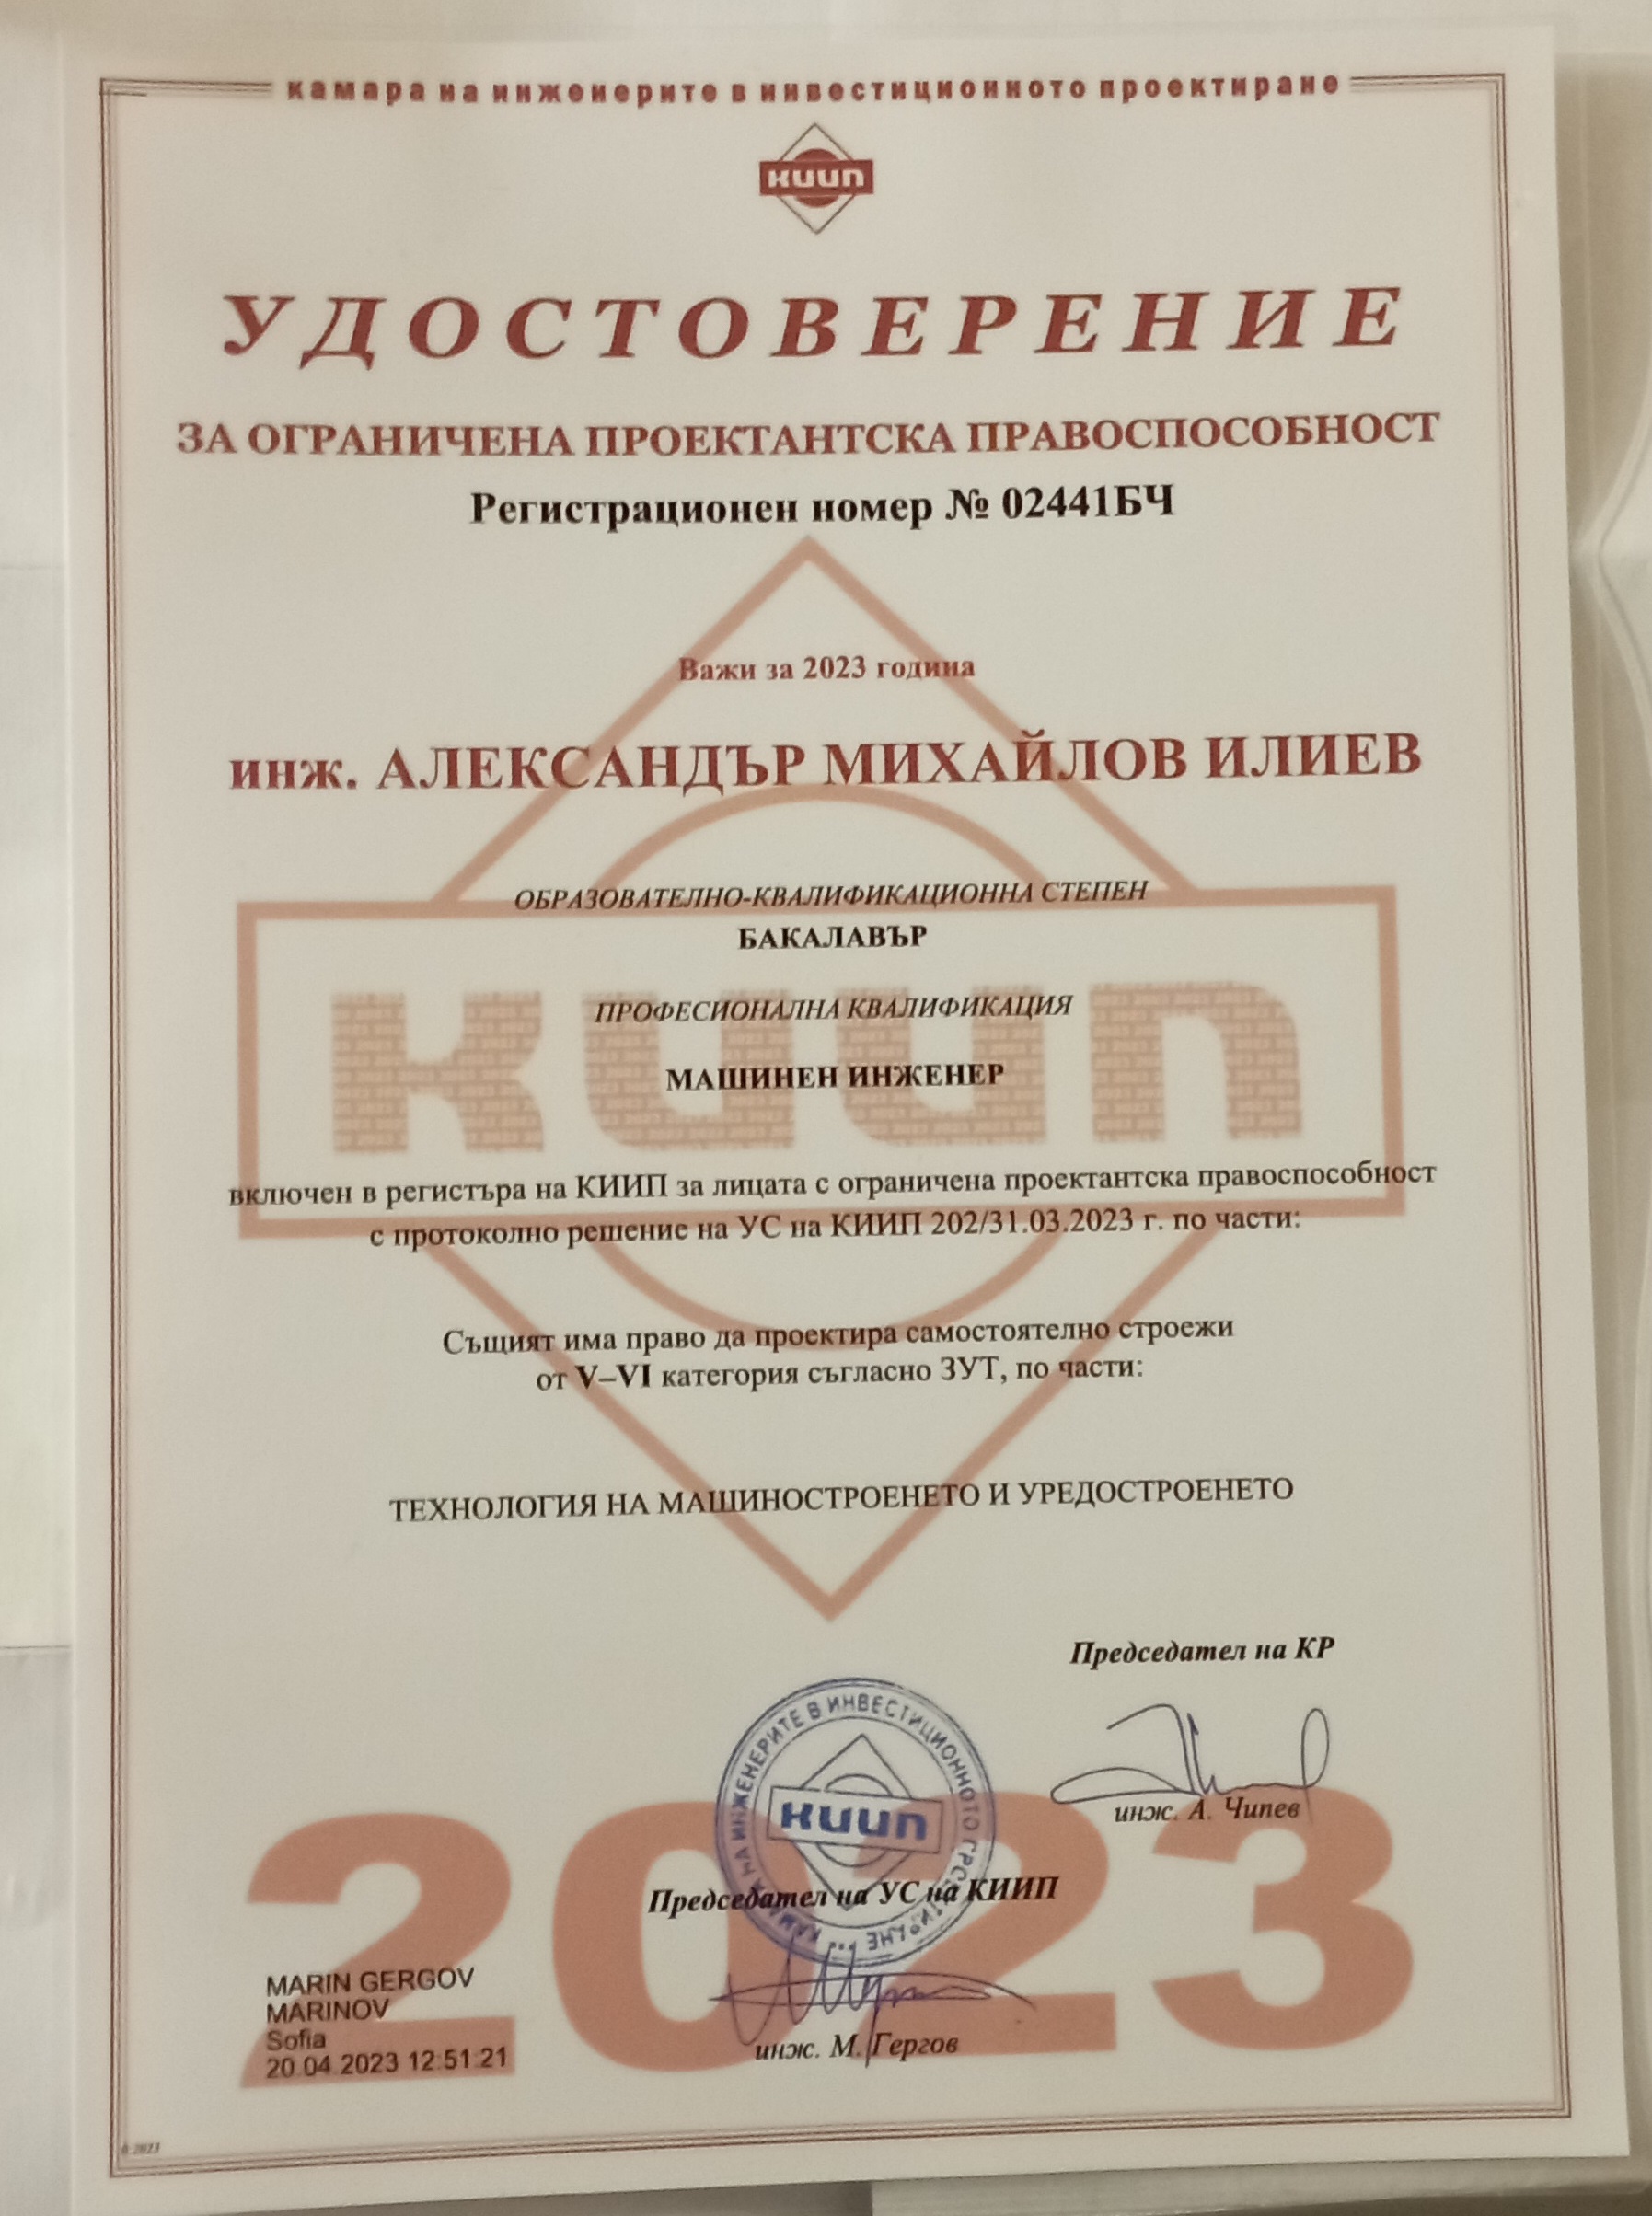 камара на инженерите в инвестиционното проектиране
КИИП
УДОСТОВЕРЕНИЕ
ЗА ОГРАНИЧЕНА ПРОЕКТАНТСКА ПРАВОСПОСОБНОСТ
Регистрационен номер № 02441БЧ
Важи за 2023 година
инж. АЛЕКСАНДЪР МИХАЙЛОВ ИЛИЕВ
ОБРАЗОВАТЕЛНО-КВАЛИФИКАЦИОННА СТЕПЕН
БАКАЛАВЪР
КИИП
ПРОФЕСИОНАЛНА КВАЛИФИКАЦИЯ
МАШИНЕН ИНЖЕНЕР
включен в регистъра на КИИП за лицата с ограничена проектантска правоспособност
с протоколно решение на УС на КИИП 202/31.03.2023 г. по части:
Същият има право да проектира самостоятелно строежи
от V–VI категория съгласно ЗУТ, по части:
ТЕХНОЛОГИЯ НА МАШИНОСТРОЕНЕТО И УРЕДОСТРОЕНЕТО
Председател на КР
инж. А. Чипев
НА ИНЖЕНЕРИТЕ В ИНВЕСТИЦИОННОТО
КИИП
Председател на УС на КИИП
инж. М. Гергов
2023
MARIN GERGOV
MARINOV
Sofia
20.04.2023 12:51:21